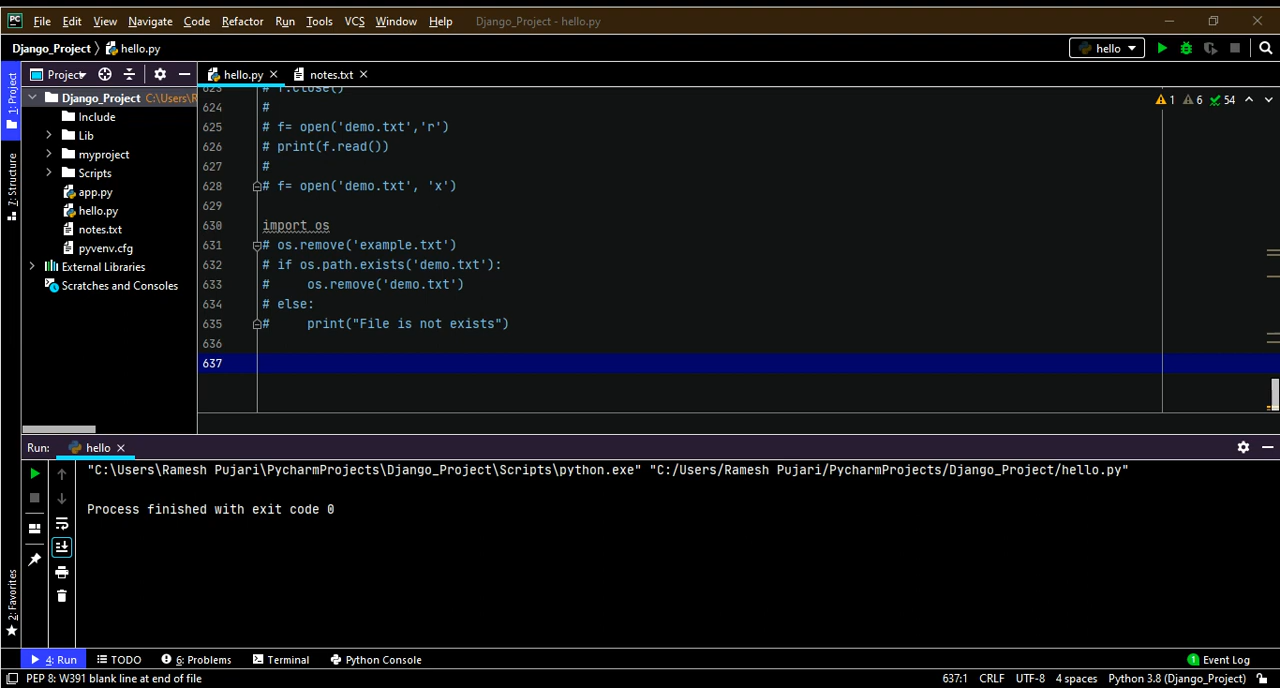 PC File Edit View Navigate Code Refactor Run Tools VCS Window Help Django_Project - hello.py
Django_Project hello.py hello
1: Project
Project hello.py notes.txt
Django_Project C:\Users\R
Include
Lib
myproject
Scripts
app.py
hello.py
notes.txt
pyvenv.cfg
External Libraries
Scratches and Consoles
7: Structure
1 6 54
623 # f.close()
624 #
625 # f= open('demo.txt','r')
626 # print(f.read())
627 #
628 # f= open('demo.txt', 'x')
629
630 import os
631 # os.remove('example.txt')
632 # if os.path.exists('demo.txt'):
633 #     os.remove('demo.txt')
634 # else:
635 #     print("File is not exists")
636
637
Run: hello
"C:\Users\Ramesh Pujari\PycharmProjects\Django_Project\Scripts\python.exe" "C:/Users/Ramesh Pujari/PycharmProjects/Django_Project/hello.py"
Process finished with exit code 0
2: Favorites
4: Run TODO 6: Problems Terminal Python Console 1 Event Log
PEP 8: W391 blank line at end of file 637:1 CRLF UTF-8 4 spaces Python 3.8 (Django_Project)